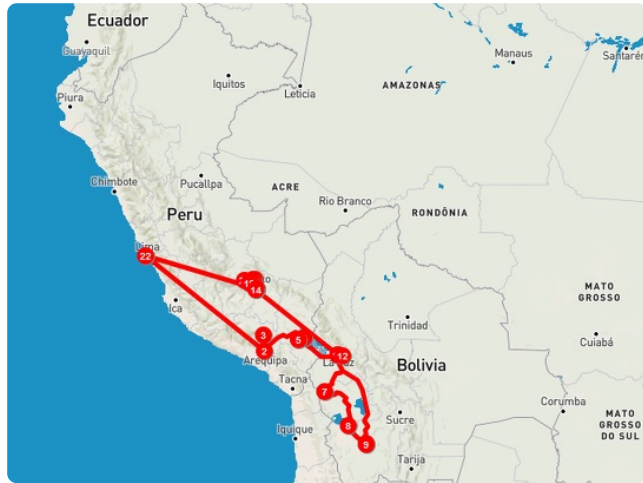 Ecuador
Guayaquil
Manaus
Santarém
Iquitos
Leticia
AMAZONAS
Piura
Chimbote
Pucallpa
ACRE
Rio Branco
Peru
RONDÔNIA
Lima
22
14
MATO
GROSSO
Ica
3
5
2
Trinidad
Cuiabá
Arequipa
12
Bolivia
Tacna
7
Corumba
Sucre
MATO
GROSSO
DO SUL
8
Iquique
9
Tarija